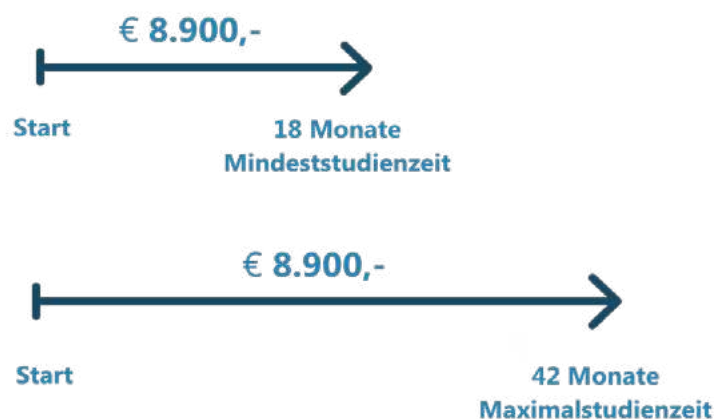 € 8.900,-
Start
18 Monate
Mindeststudienzeit
€ 8.900,-
Start
42 Monate
Maximalstudienzeit